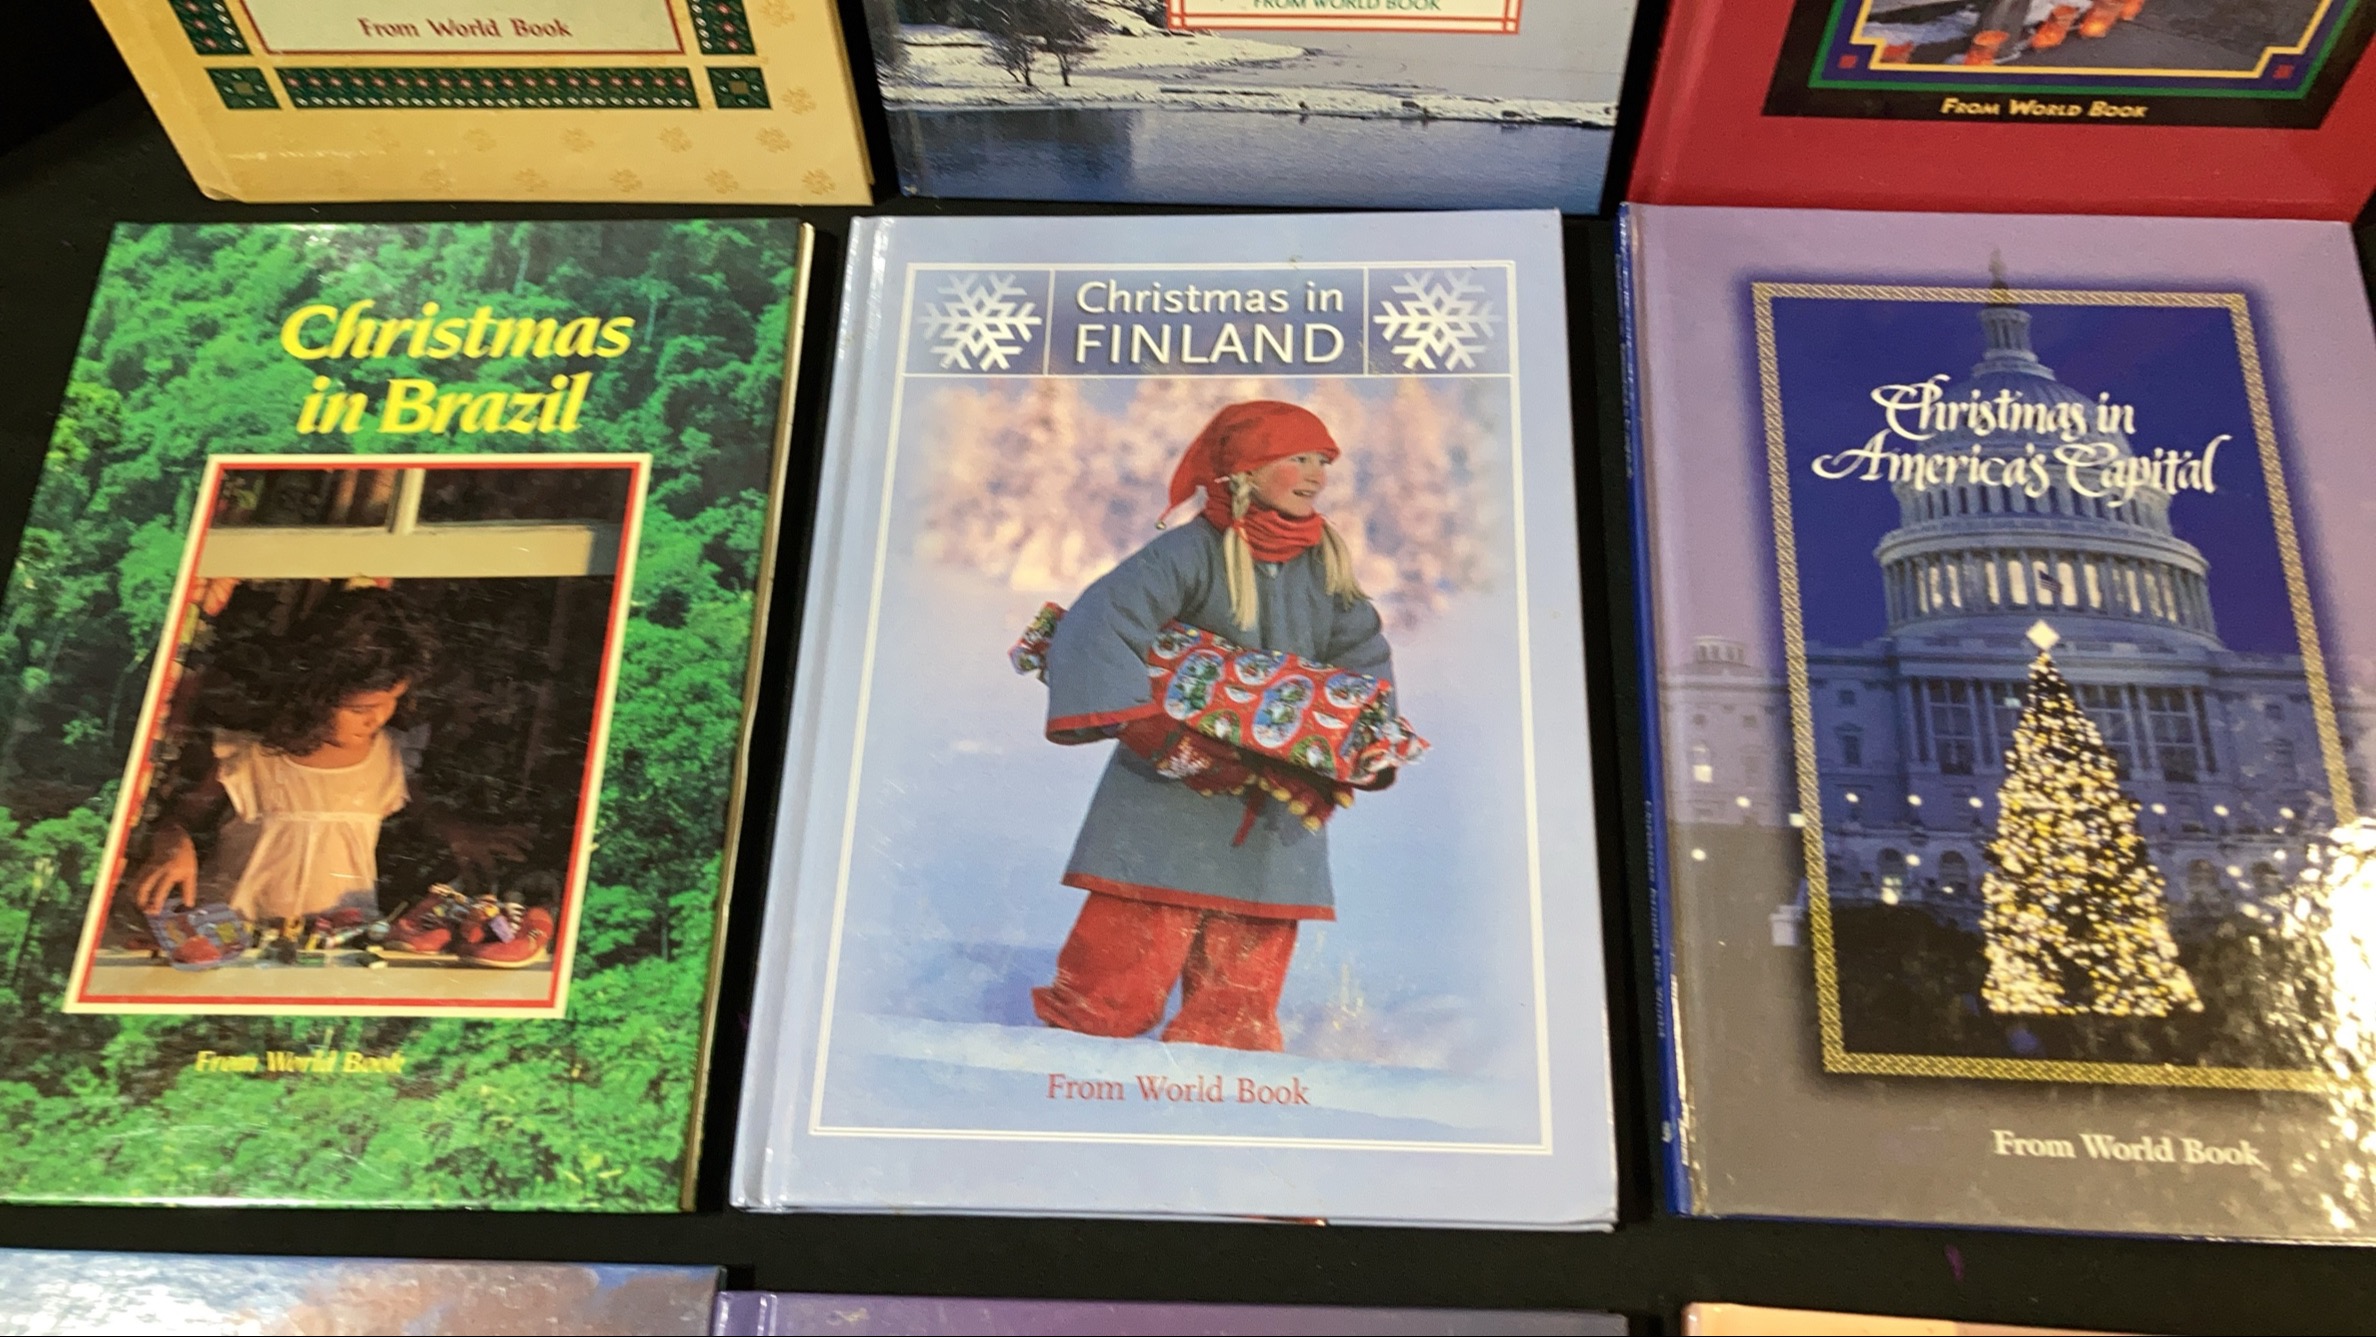 From World Book
FROM WORLD BOOK
FROM WORLD BOOK
Christmas
in Brazil
From World Book
Christmas in
FINLAND
From World Book
Christmas in
America's Capital
From World Book